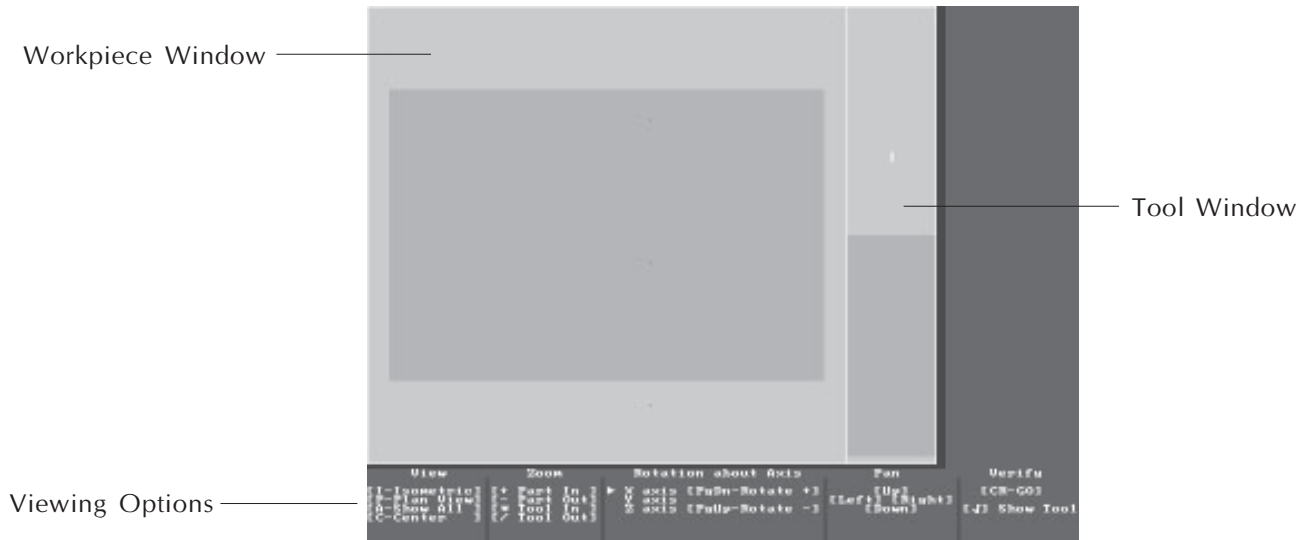 Workpiece Window
Tool Window
Viewing Options
View
[I-Isometric]
[P-Plan View]
[A-Show All ]
[C-Center ]
Zoom
[+ Part In ]
[- Part Out]
[* Tool In ]
[/ Tool Out]
Rotation about Axis
X axis [PgDn-Rotate +]
Y axis
Z axis [PgUp-Rotate -]
Pan
[Up]
[Left] [Right]
[Down]
Verify
[CR-GO]
Show Tool